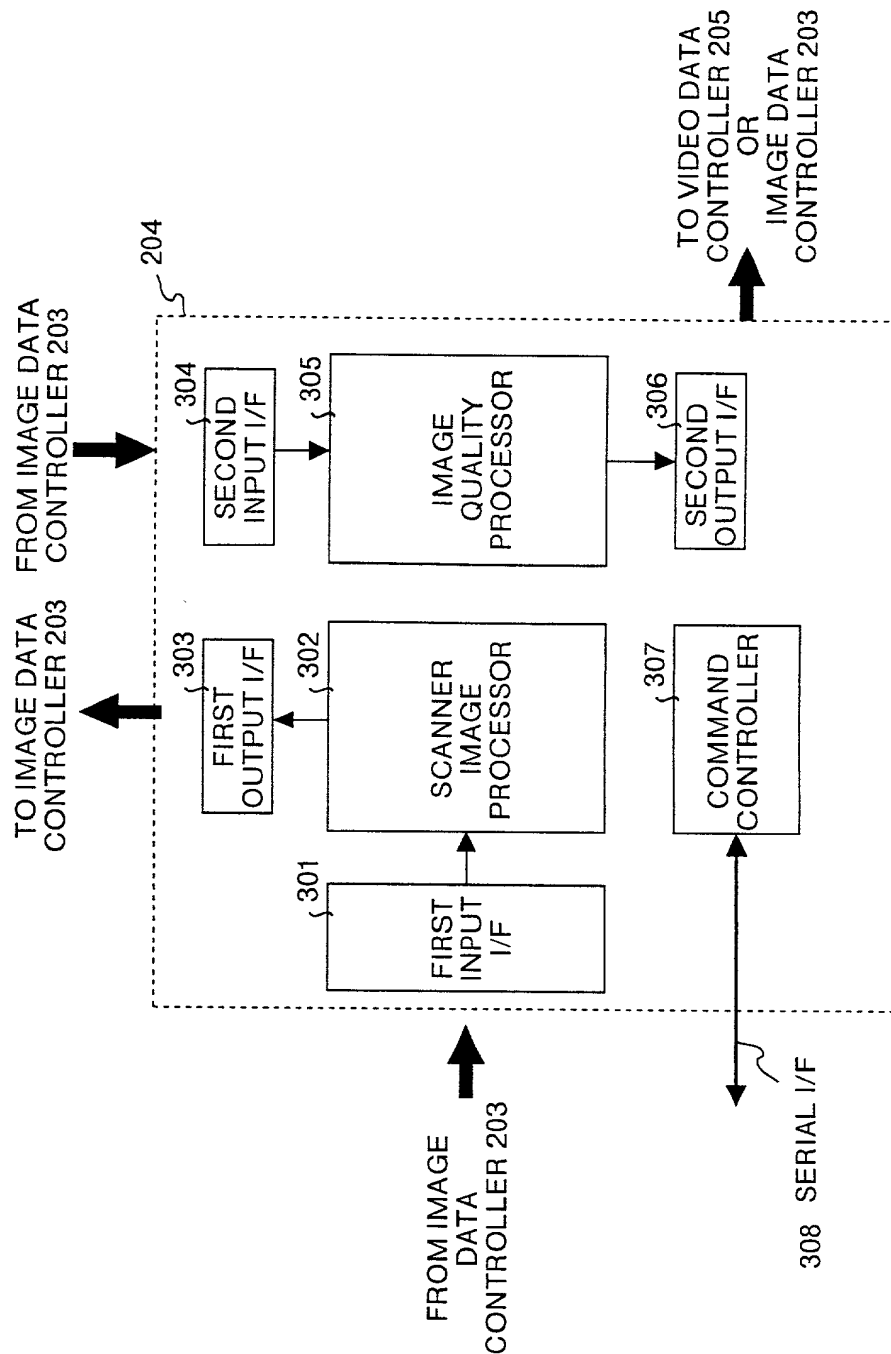 TO IMAGE DATA
CONTROLLER 203
FROM IMAGE DATA
CONTROLLER 203
204
303
FIRST
OUTPUT I/F
304
SECOND
INPUT I/F
301
FIRST
INPUT
I/F
302
SCANNER
IMAGE
PROCESSOR
305
IMAGE
QUALITY
PROCESSOR
FROM IMAGE
DATA
CONTROLLER 203
307
COMMAND
CONTROLLER
306
SECOND
OUTPUT I/F
TO VIDEO DATA
CONTROLLER 205
OR
IMAGE DATA
CONTROLLER 203
308 SERIAL I/F